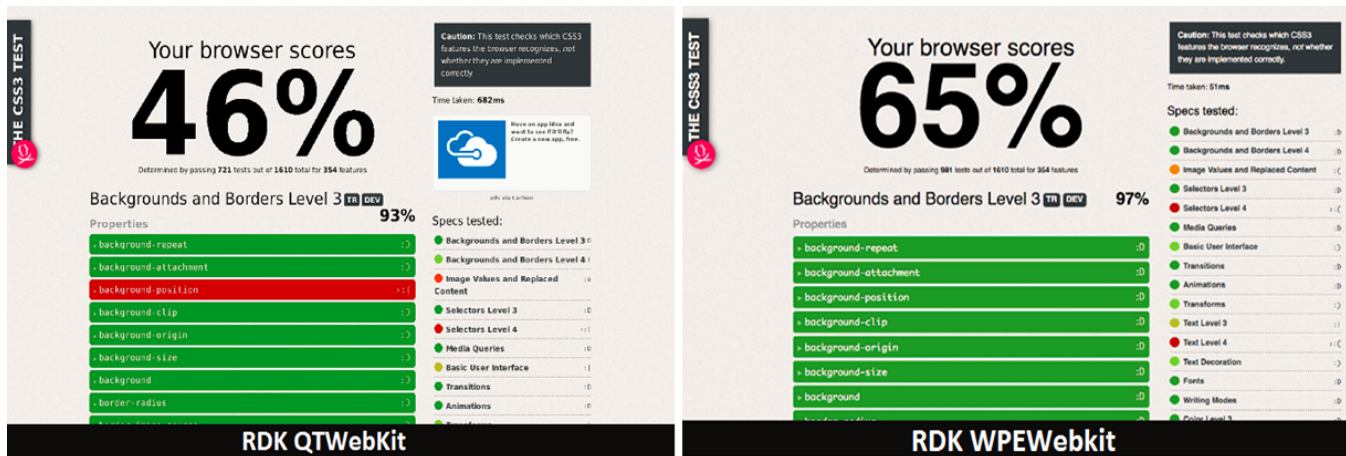 THE CSS3 TEST
Your browser scores
46%
Determined by passing 721 tests out of 1610 total for 354 features
Backgrounds and Borders Level 3 TR DEV
93%
Properties
background-repeat :)
background-attachment :)
background-position >:(
background-clip :)
background-origin :)
background-size :)
background :)
border-radius :)
Caution: This test checks which CSS3
features the browser recognizes, not
whether they are implemented
correctly
Time taken: 682ms
Have an app idea and
want to see if it'll fly?
Create a new app, free.
ads via Carbon
Specs tested:
Backgrounds and Borders Level 3
Backgrounds and Borders Level 4
Image Values and Replaced
Content
Selectors Level 3 :D
Selectors Level 4
Media Queries :D
Basic User Interface :|
Transitions :D
Animations
Transforms
RDK QTWebKit
THE CSS3 TEST
Your browser scores
65%
Determined by passing 981 tests out of 1610 total for 354 features
Backgrounds and Borders Level 3 TR DEV 97%
Properties
background-repeat :D
background-attachment :D
background-position :D
background-clip :D
background-origin :D
background-size :D
background :D
border-radius
Caution: This test checks which CSS3
features the browser recognizes, not whether
they are implemented correctly.
Time taken: 51ms
Specs tested:
Backgrounds and Borders Level 3 :D
Backgrounds and Borders Level 4 :D
Image Values and Replaced Content :(
Selectors Level 3 :D
Selectors Level 4 >:(
Media Queries :D
Basic User Interface :)
Transitions :D
Animations :D
Transforms :)
Text Level 3 :|
Text Level 4 >:(
Text Decoration :)
Fonts :D
Writing Modes :D
Color Level 3
RDK WPEWebkit